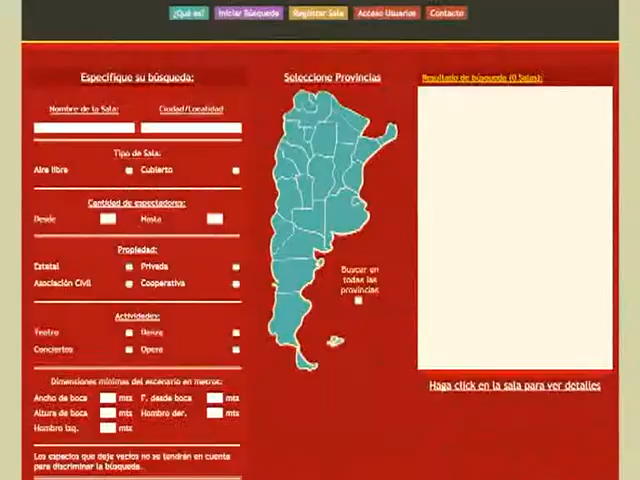 ¿Qué es?
Iniciar Búsqueda
Registrar Sala
Acceso Usuarios
Contacto
Especifique su búsqueda:
Nombre de la Sala:
Ciudad/Localidad
Tipo de Sala:
Aire libre
Cubierto
Cantidad de espectadores:
Desde
Hasta
Propiedad:
Estatal
Privada
Asociación Civil
Cooperativa
Actividades:
Teatro
Danza
Conciertos
Opera
Dimensiones mínimas del escenario en metros:
Ancho de boca
mts
F. desde boca
mts
Altura de boca
mts
Hombro der.
mts
Hombro izq.
mts
Los espacios que deje vacíos no se tendrán en cuenta
para discriminar la búsqueda.
Seleccione Provincias
Buscar en
todas las
provincias
Resultado de búsqueda (0 Salas):
Haga click en la sala para ver detalles